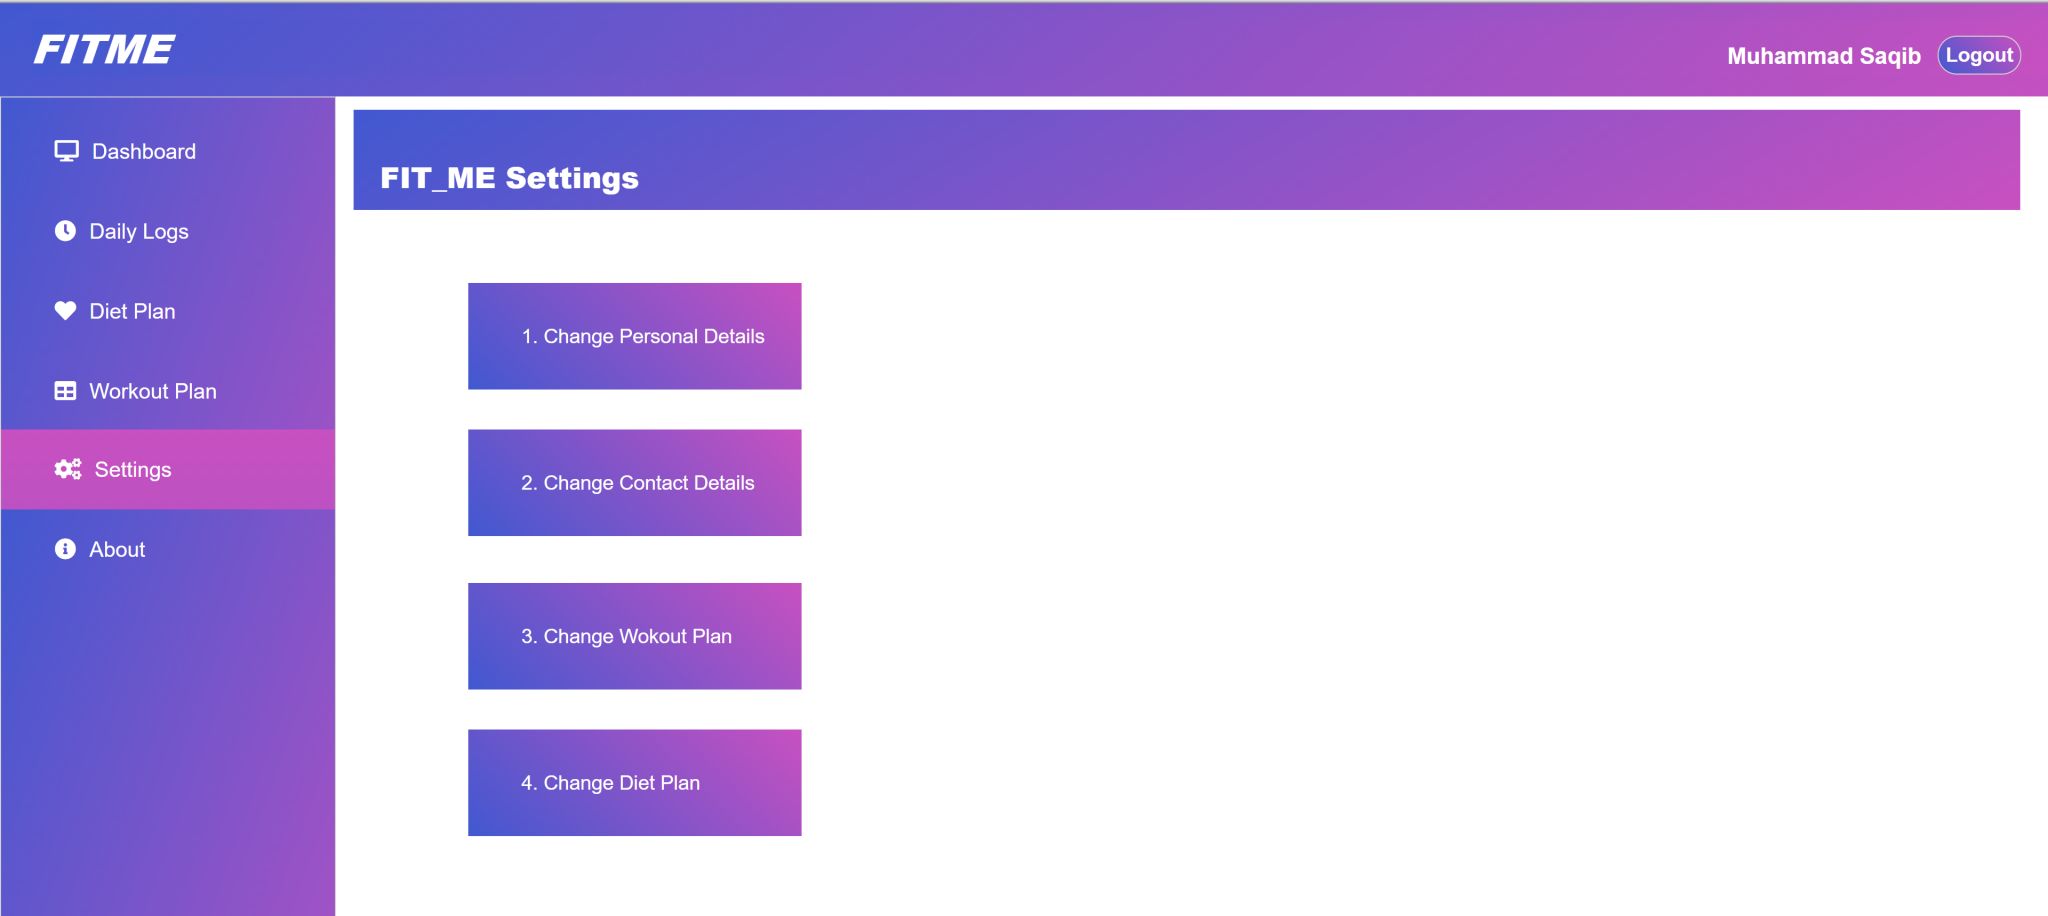 FITME
Muhammad Saqib
Logout
Dashboard
Daily Logs
Diet Plan
Workout Plan
Settings
About
FIT_ME Settings
1. Change Personal Details
2. Change Contact Details
3. Change Wokout Plan
4. Change Diet Plan